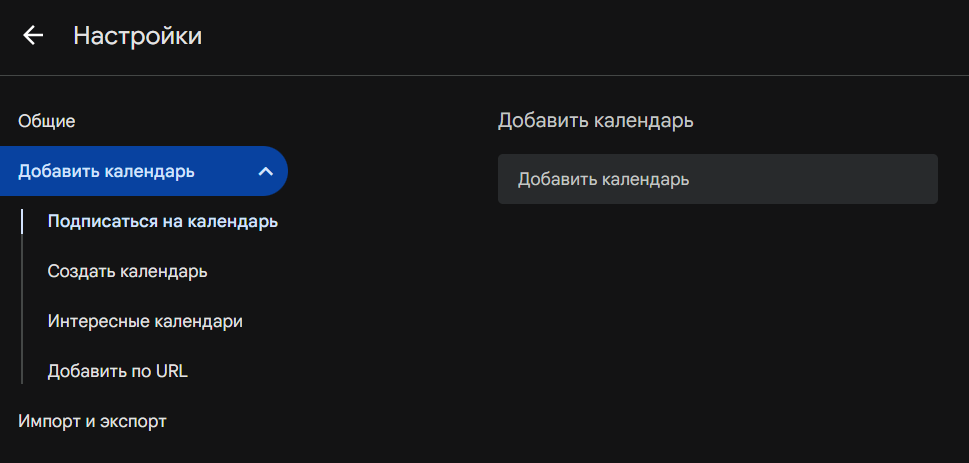 Настройки
Общие
Добавить календарь
Подписаться на календарь
Создать календарь
Интересные календари
Добавить по URL
Импорт и экспорт
Добавить календарь
Добавить календарь